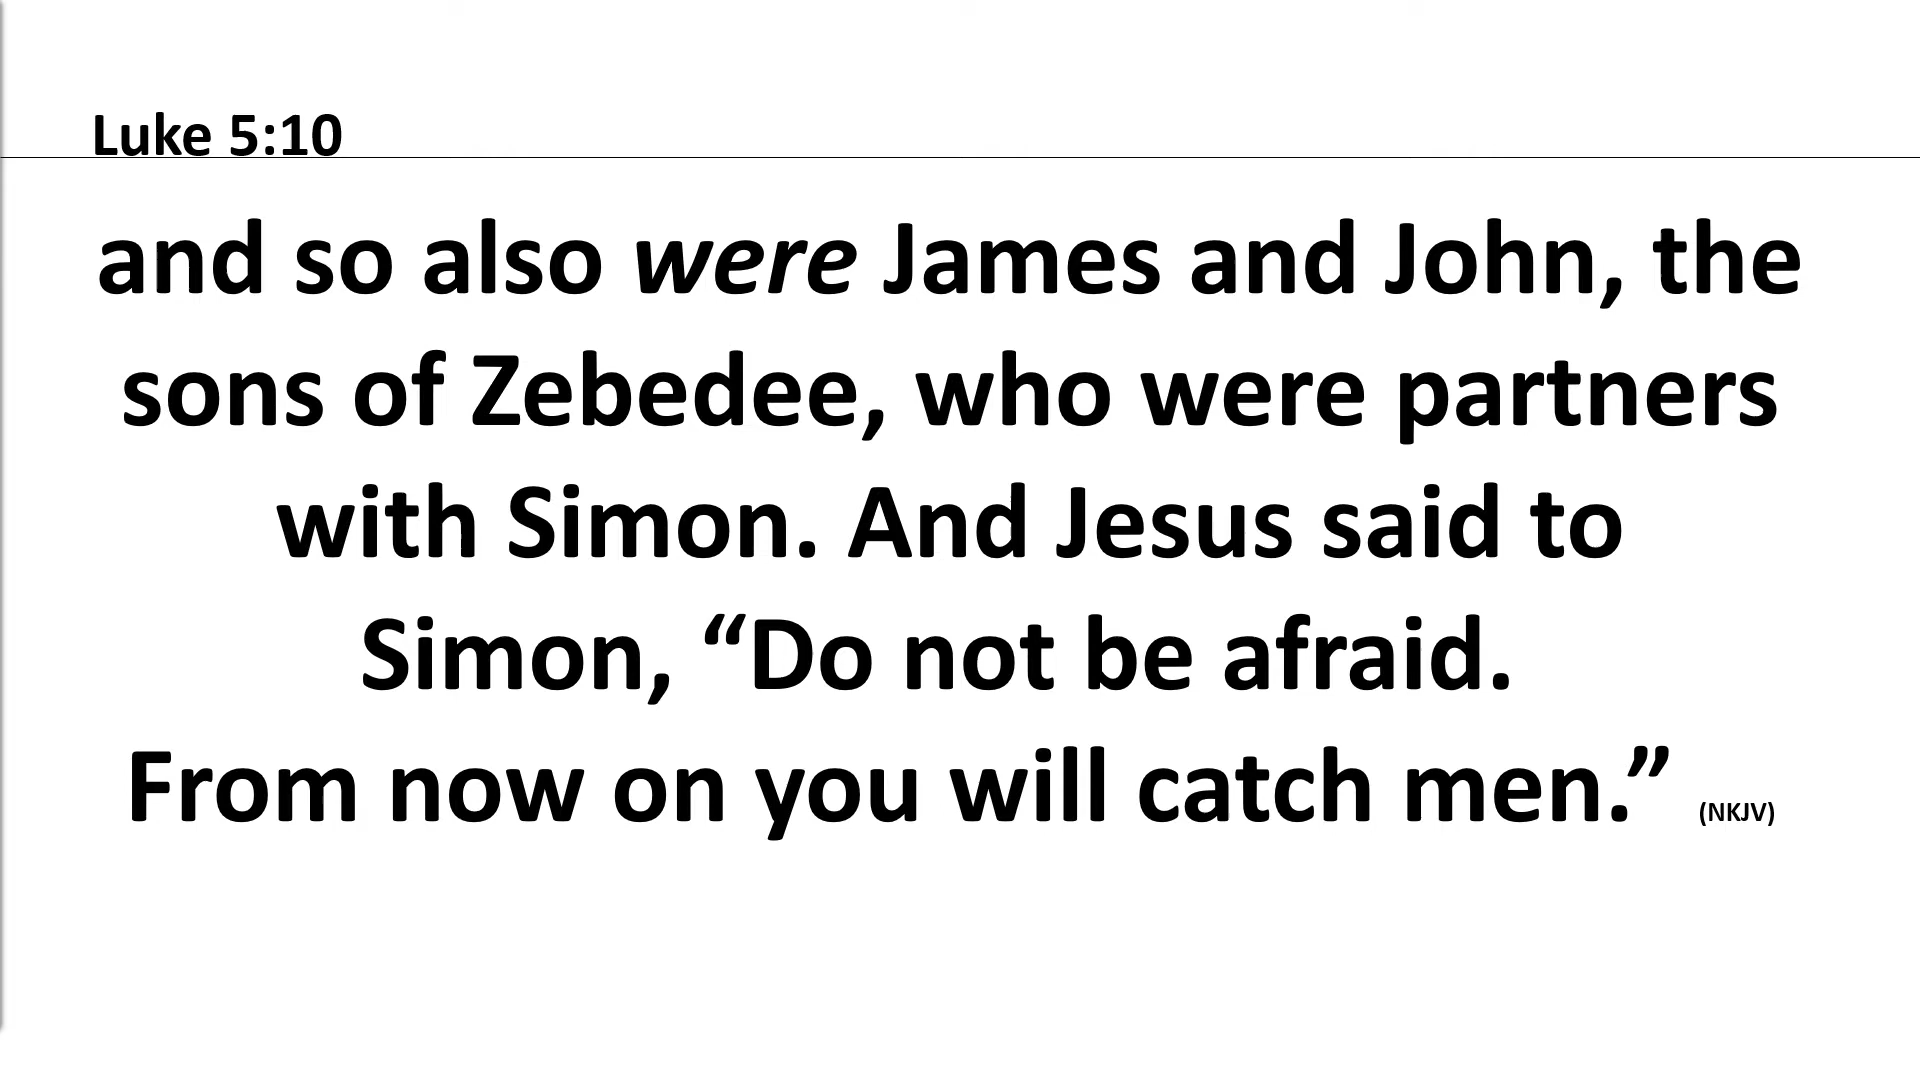 Luke 5:10
and so also were James and John, the
sons of Zebedee, who were partners
with Simon. And Jesus said to
Simon, “Do not be afraid.
From now on you will catch men.” (NKJV)